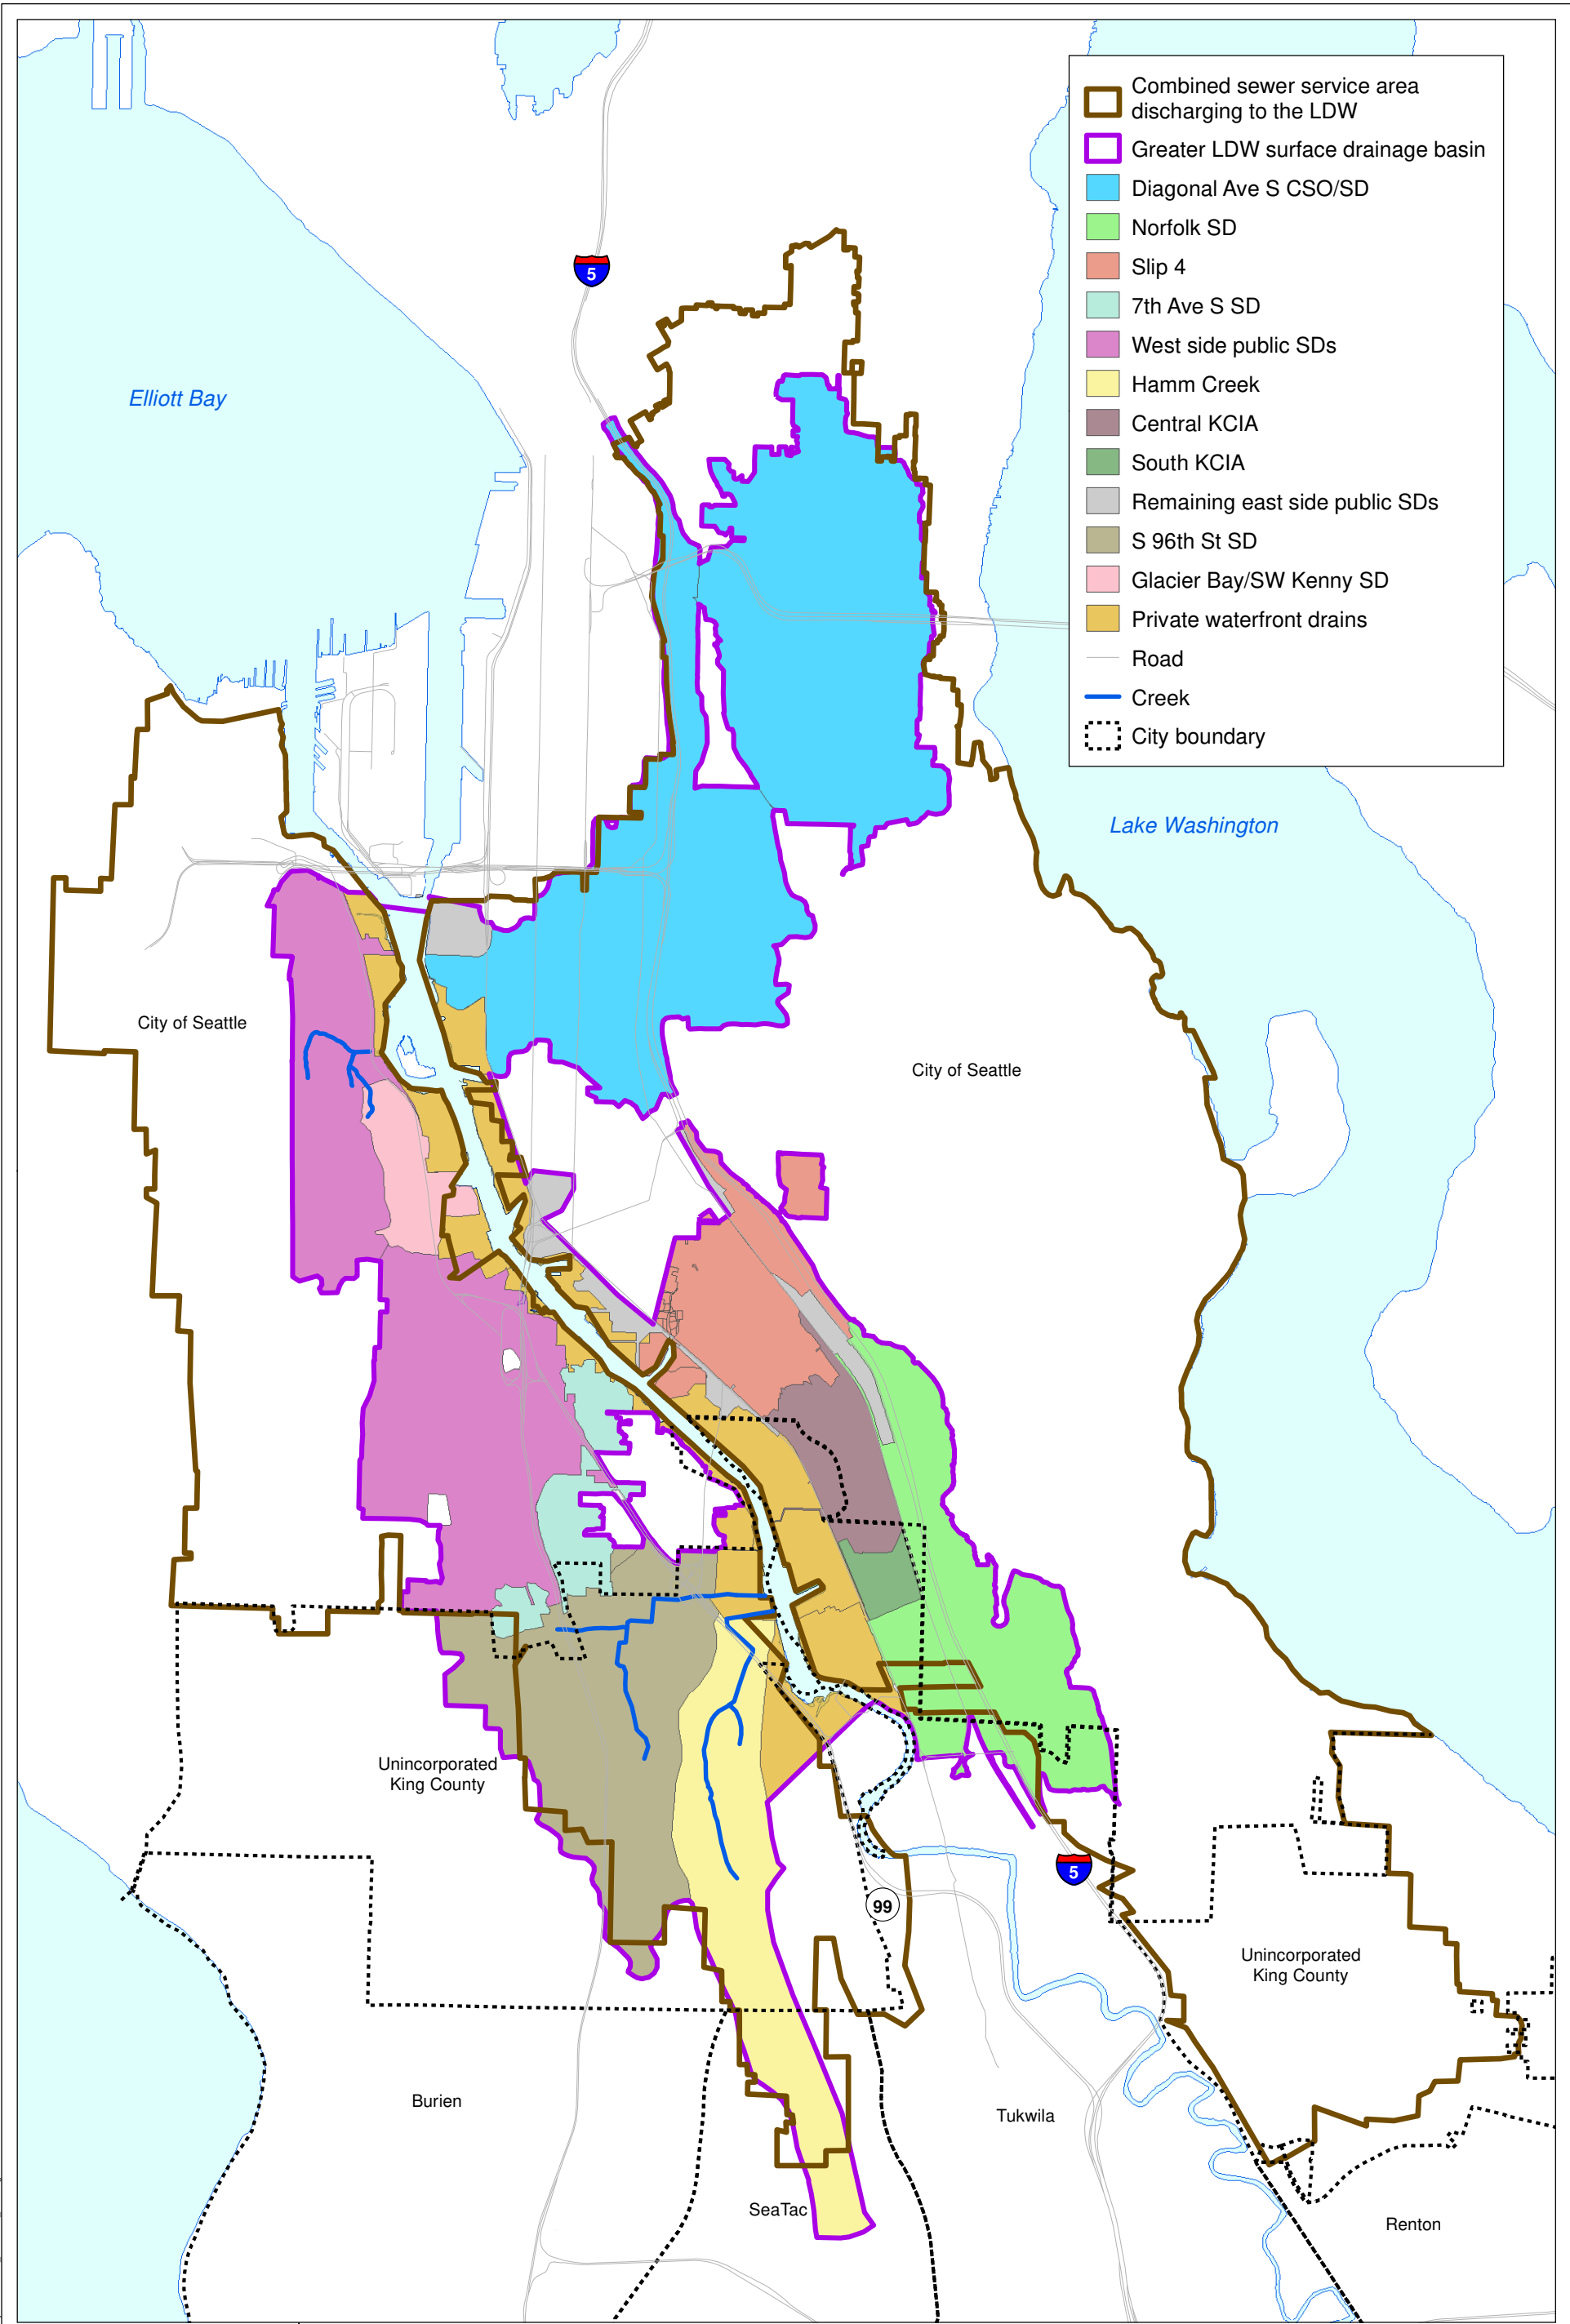 Combined sewer service area
discharging to the LDW
Greater LDW surface drainage basin
Diagonal Ave S CSO/SD
Norfolk SD
Slip 4
7th Ave S SD
West side public SDs
Hamm Creek
Central KCIA
South KCIA
Remaining east side public SDs
S 96th St SD
Glacier Bay/SW Kenny SD
Private waterfront drains
Road
Creek
City boundary
5
Elliott Bay
Lake Washington
City of Seattle
City of Seattle
Unincorporated
King County
5
99
Unincorporated
King County
Burien
Tukwila
SeaTac
Renton